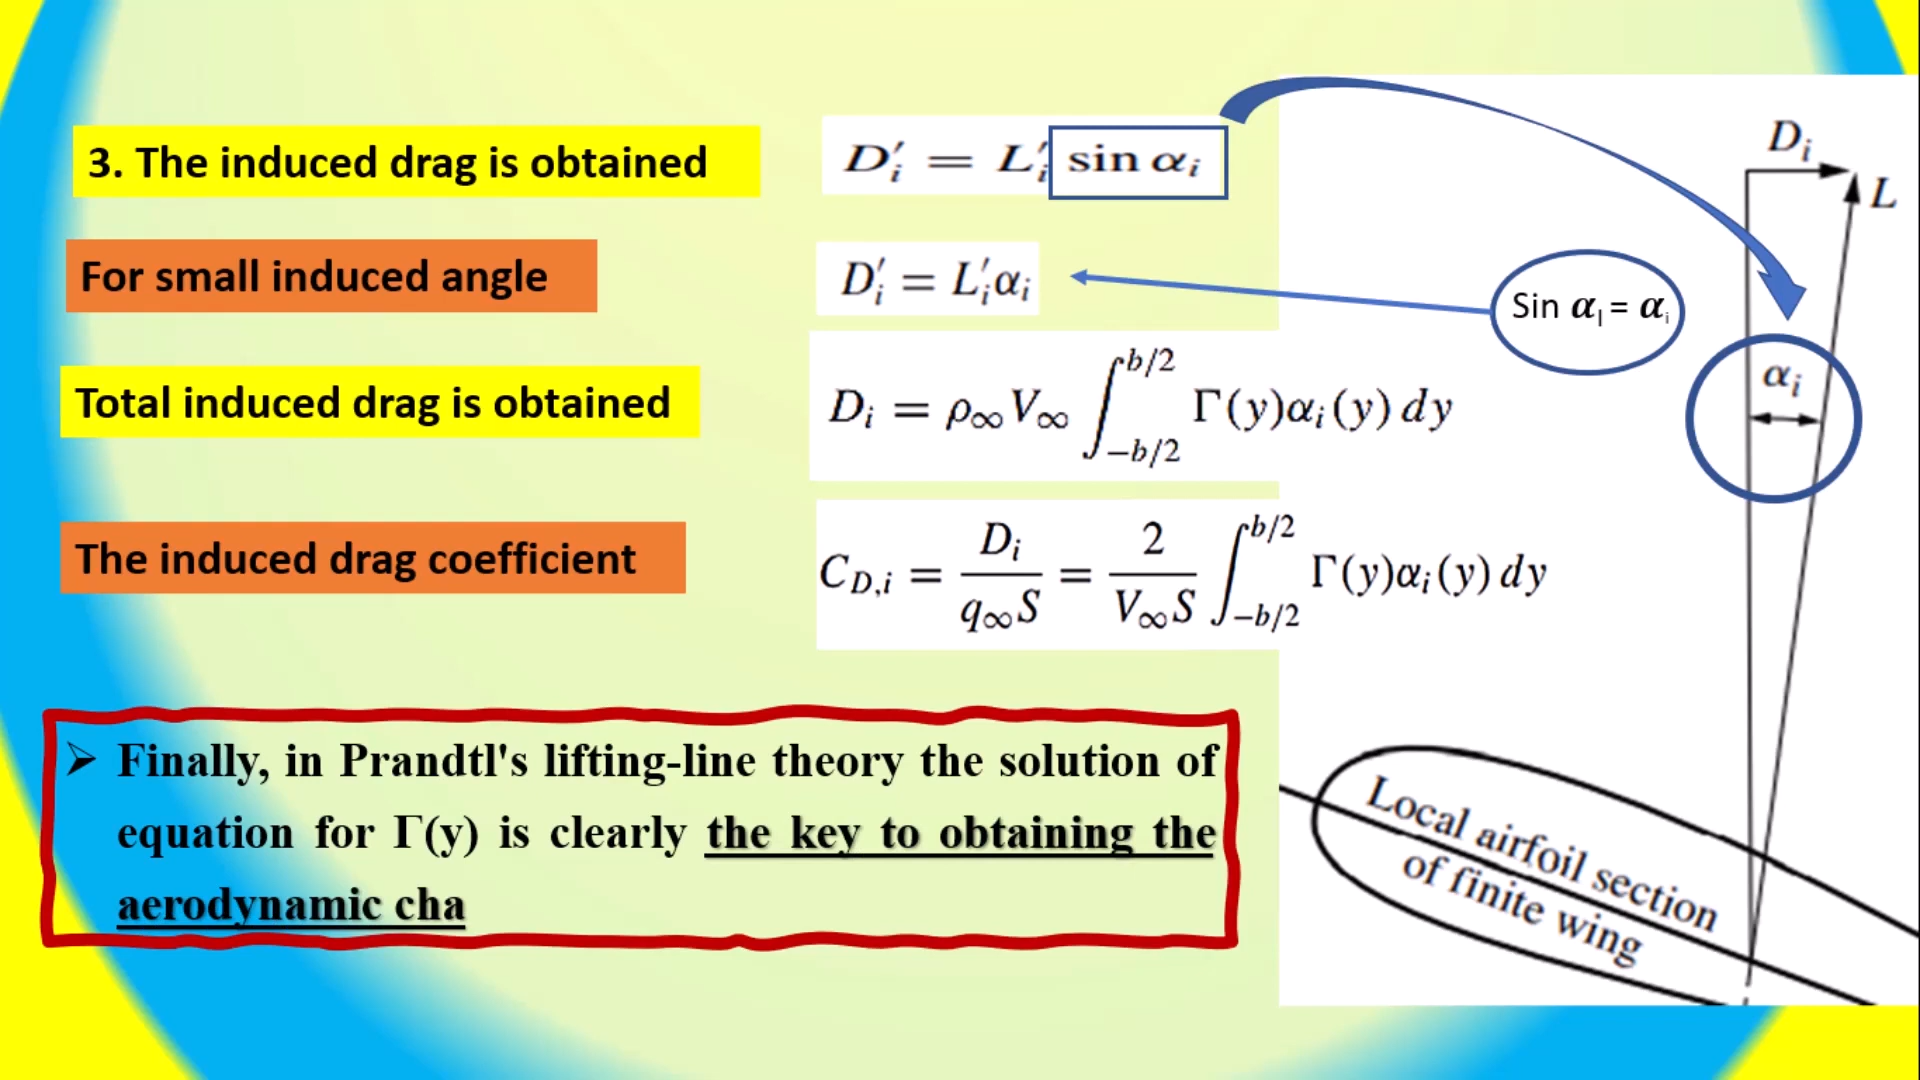 3. The induced drag is obtained
D′ᵢ = L′ᵢ sin αᵢ
For small induced angle
D′ᵢ = L′ᵢαᵢ
Sin α_l = αᵢ
Total induced drag is obtained
Dᵢ = ρ∞V∞ ∫_{−b/2}^{b/2} Γ(y)αᵢ(y) dy
The induced drag coefficient
C_{D,i} = Dᵢ/(q∞S) = 2/(V∞S) ∫_{−b/2}^{b/2} Γ(y)αᵢ(y) dy
➢ Finally, in Prandtl's lifting-line theory the solution of
equation for Γ(y) is clearly the key to obtaining the
aerodynamic cha
Dᵢ
L
αᵢ
Local airfoil section
of finite wing